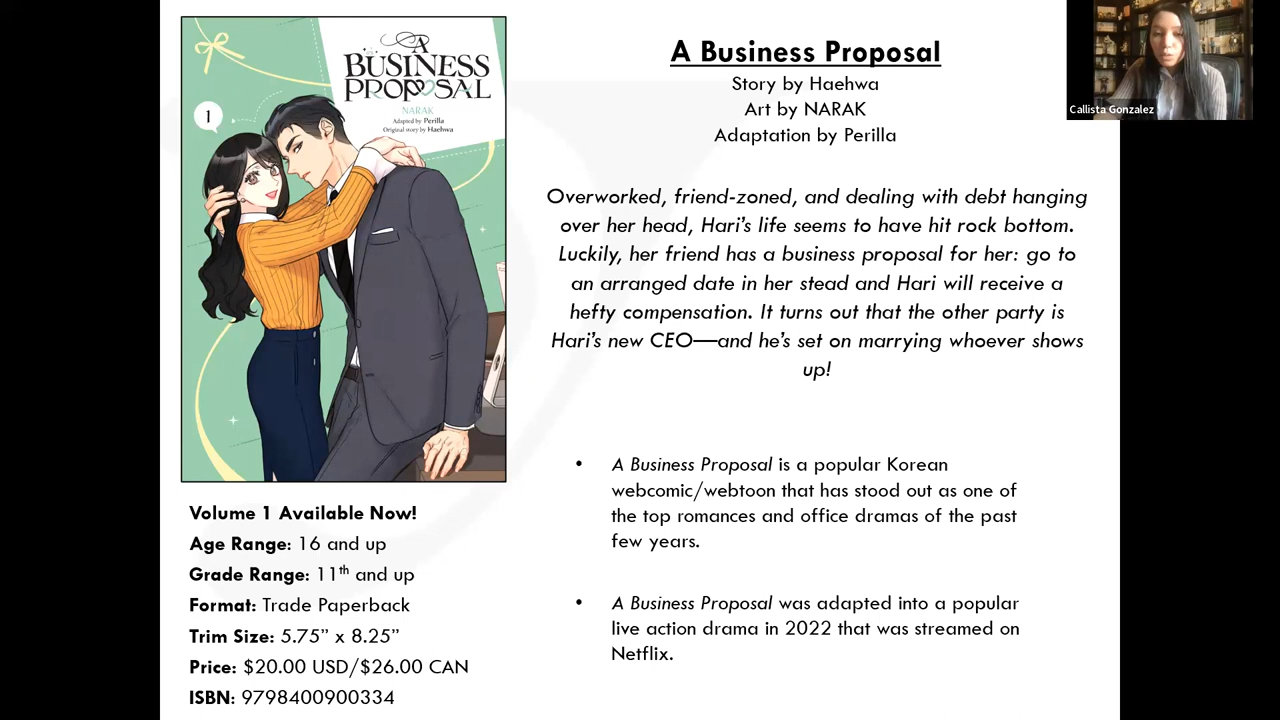 A
BUSINESS
PROPOSAL
NARAK
Adapted by Perilla
Original story by Haehwa
1
Volume 1 Available Now!
Age Range: 16 and up
Grade Range: 11th and up
Format: Trade Paperback
Trim Size: 5.75” x 8.25”
Price: $20.00 USD/$26.00 CAN
ISBN: 9798400900334
A Business Proposal
Story by Haehwa
Art by NARAK
Adaptation by Perilla
Overworked, friend-zoned, and dealing with debt hanging
over her head, Hari’s life seems to have hit rock bottom.
Luckily, her friend has a business proposal for her: go to
an arranged date in her stead and Hari will receive a
hefty compensation. It turns out that the other party is
Hari’s new CEO—and he’s set on marrying whoever shows
up!
• A Business Proposal is a popular Korean
webcomic/webtoon that has stood out as one of
the top romances and office dramas of the past
few years.
• A Business Proposal was adapted into a popular
live action drama in 2022 that was streamed on
Netflix.
Callista Gonzalez